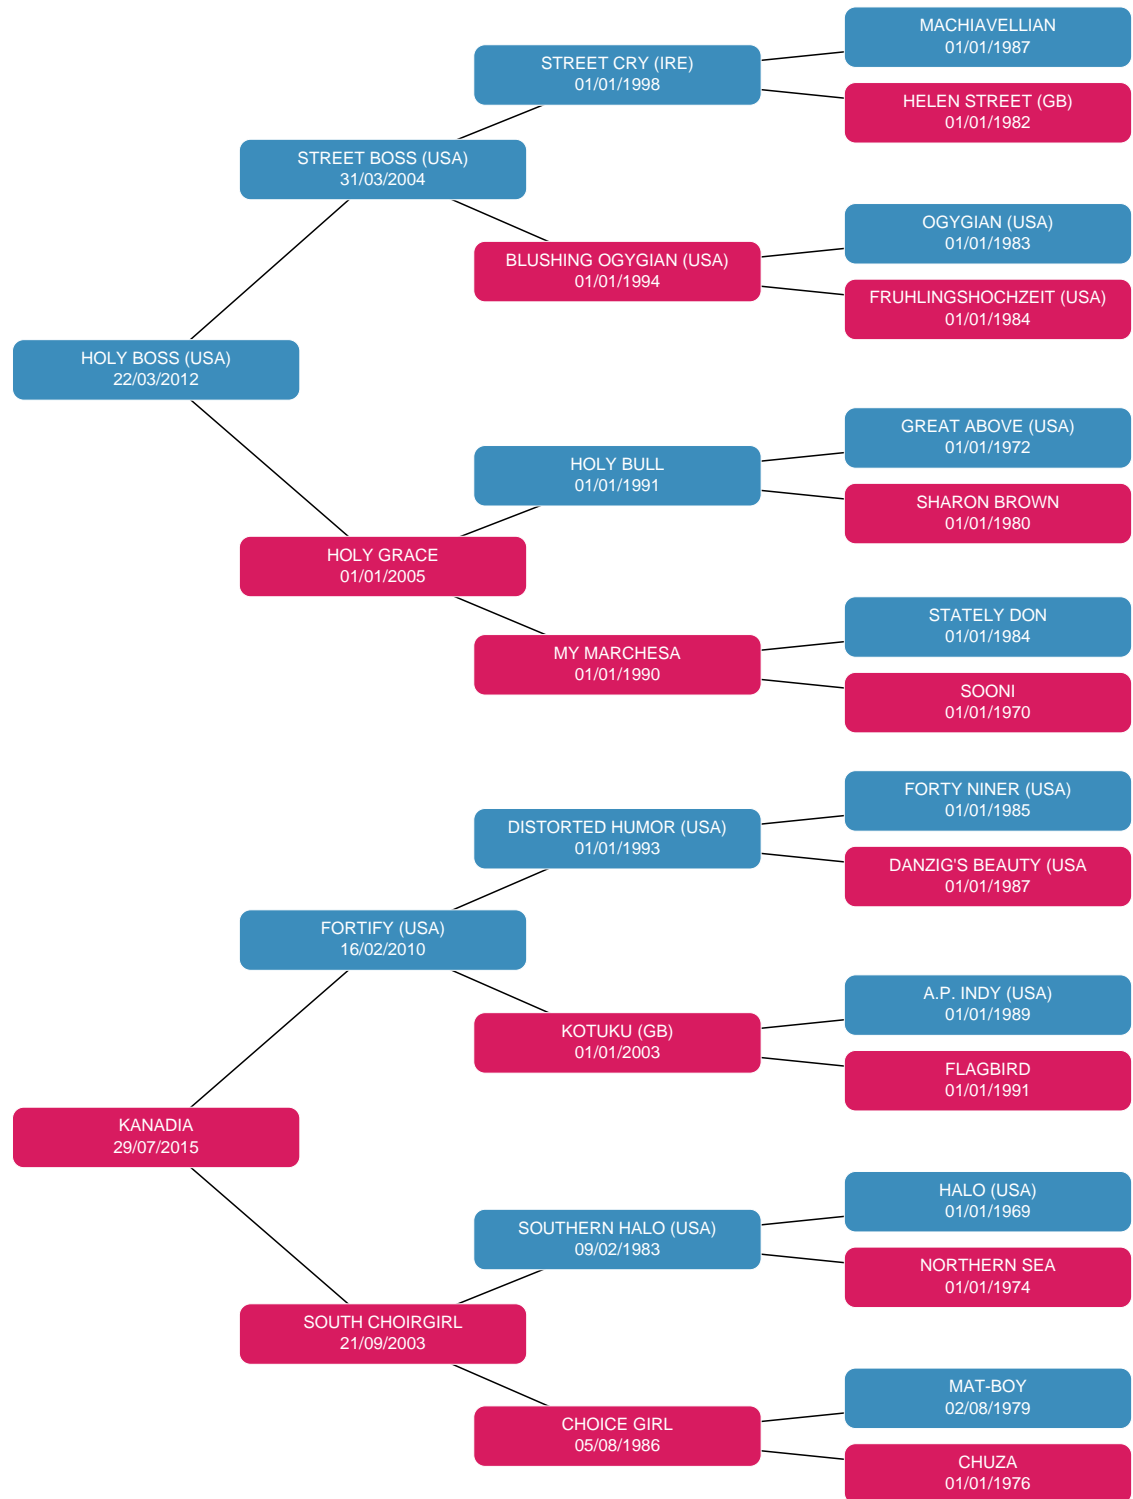 MACHIAVELLIAN
01/01/1987
STREET CRY (IRE)
01/01/1998
HELEN STREET (GB)
01/01/1982
STREET BOSS (USA)
31/03/2004
OGYGIAN (USA)
01/01/1983
BLUSHING OGYGIAN (USA)
01/01/1994
FRUHLINGSHOCHZEIT (USA)
01/01/1984
HOLY BOSS (USA)
22/03/2012
GREAT ABOVE (USA)
01/01/1972
HOLY BULL
01/01/1991
SHARON BROWN
01/01/1980
HOLY GRACE
01/01/2005
STATELY DON
01/01/1984
MY MARCHESA
01/01/1990
SOONI
01/01/1970
FORTY NINER (USA)
01/01/1985
DISTORTED HUMOR (USA)
01/01/1993
DANZIG'S BEAUTY (USA
01/01/1987
FORTIFY (USA)
16/02/2010
A.P. INDY (USA)
01/01/1989
KOTUKU (GB)
01/01/2003
FLAGBIRD
01/01/1991
KANADIA
29/07/2015
HALO (USA)
01/01/1969
SOUTHERN HALO (USA)
09/02/1983
NORTHERN SEA
01/01/1974
SOUTH CHOIRGIRL
21/09/2003
MAT-BOY
02/08/1979
CHOICE GIRL
05/08/1986
CHUZA
01/01/1976